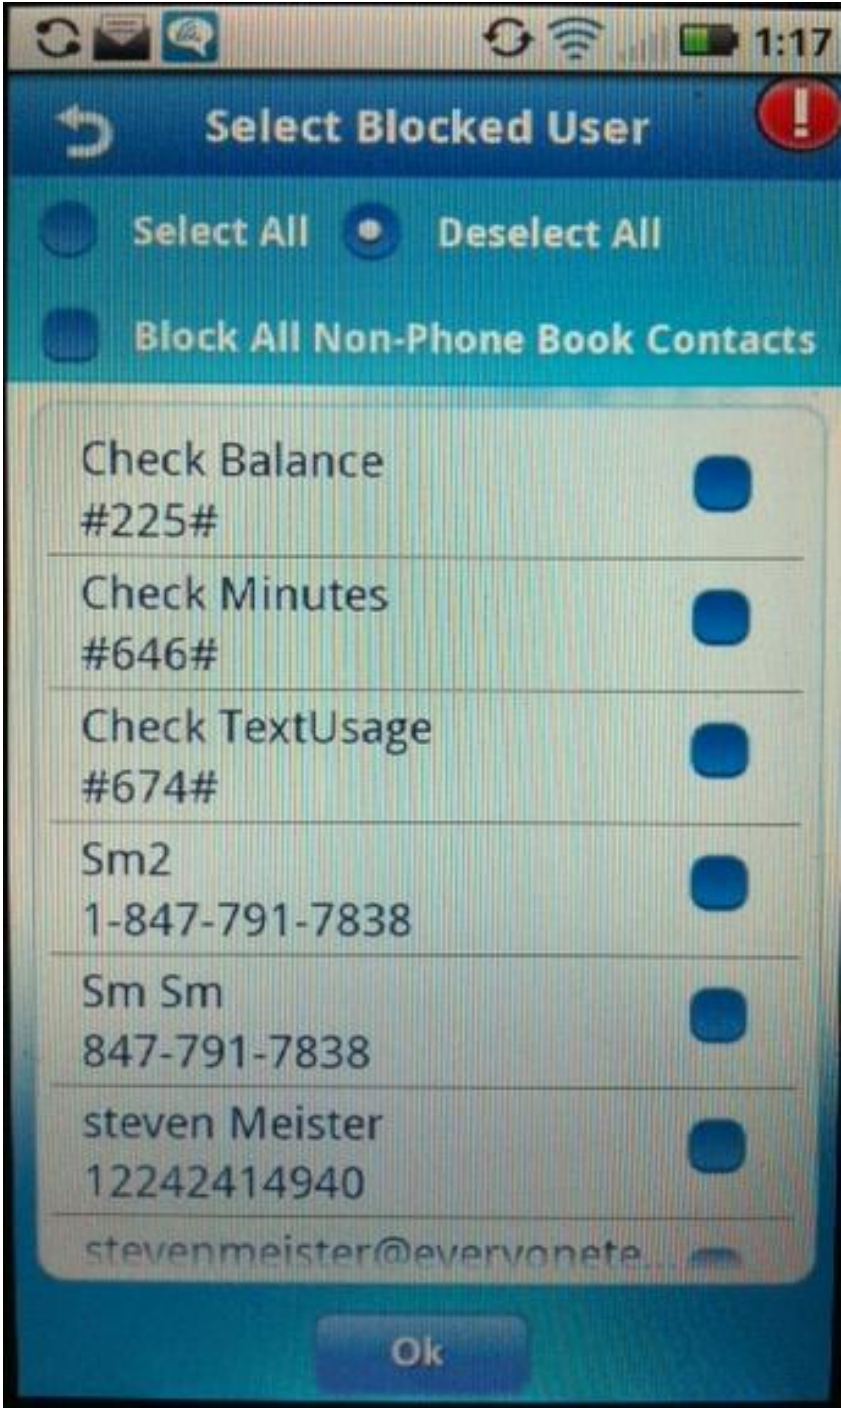 1:17
Select Blocked User
Select All Deselect All
Block All Non-Phone Book Contacts
Check Balance
#225#
Check Minutes
#646#
Check TextUsage
#674#
Sm2
1-847-791-7838
Sm Sm
847-791-7838
steven Meister
12242414940
stevenmeister@everyonete...
Ok